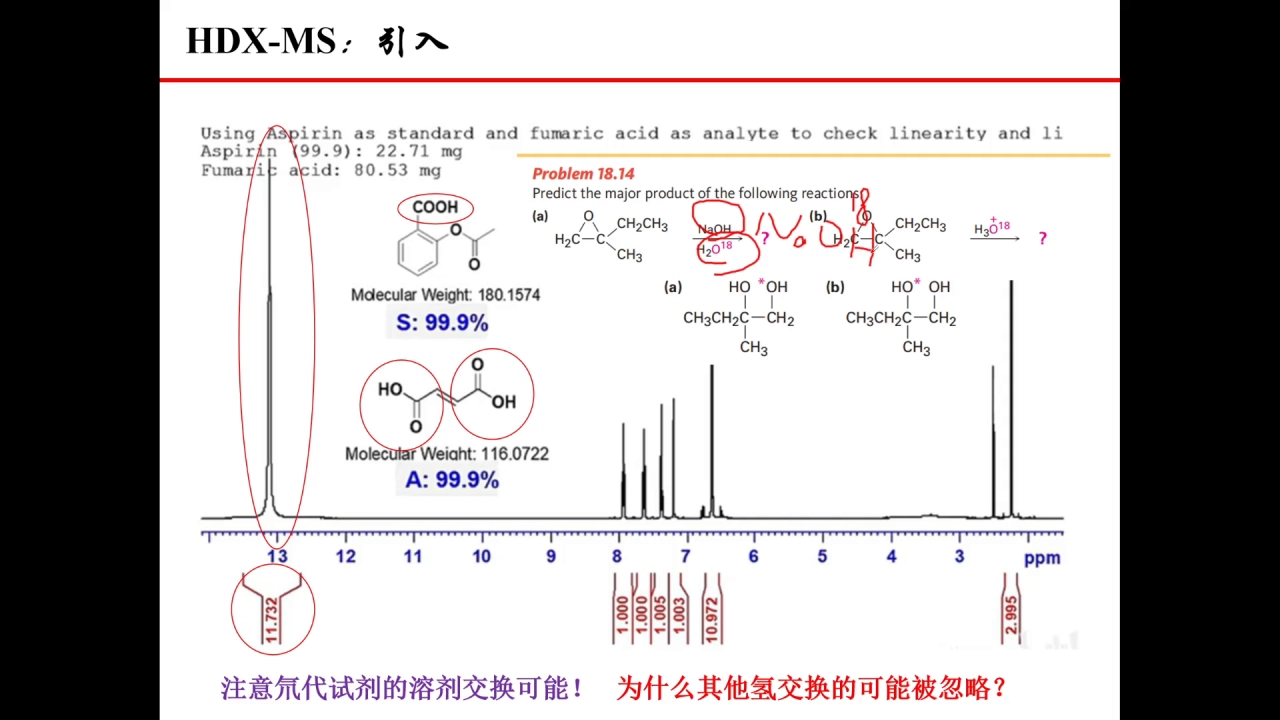 HDX-MS：引入
Using Aspirin as standard and fumaric acid as analyte to check linearity and li
Aspirin (99.9): 22.71 mg
Fumaric acid: 80.53 mg
Problem 18.14
Predict the major product of the following reactions:
(a)
O
H₂C C CH₂CH₃
CH₃
NaOH
H₂O¹⁸
?
Na O
18
H
(b)
O
H₂C C CH₂CH₃
CH₃
H₃O¹⁸
+
?
(a)
HO *OH
CH₃CH₂C—CH₂
CH₃
(b)
HO* OH
CH₃CH₂C—CH₂
CH₃
COOH
O
O
Molecular Weight: 180.1574
S: 99.9%
O
HO
OH
O
Molecular Weight: 116.0722
A: 99.9%
13 12 11 10 9 8 7 6 5 4 3 ppm
11.732 1.000 1.000 1.005 1.003 10.972 2.995
注意氘代试剂的溶剂交换可能！ 为什么其他氢交换的可能被忽略？